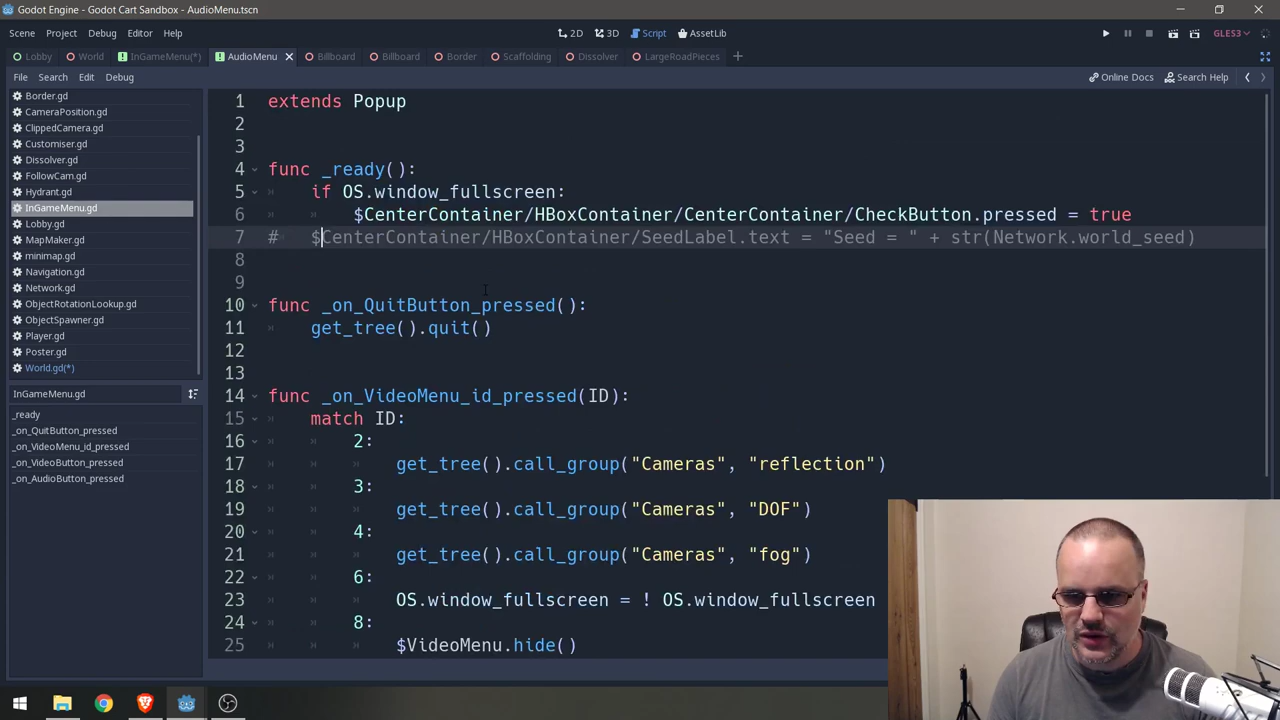 Godot Engine - Godot Cart Sandbox - AudioMenu.tscn
Scene Project Debug Editor Help
2D 3D Script AssetLib
GLES3
Lobby World InGameMenu(*) AudioMenu Billboard Billboard Border Scaffolding Dissolver LargeRoadPieces
File Search Edit Debug
Online Docs Search Help
Border.gd
CameraPosition.gd
ClippedCamera.gd
Customiser.gd
Dissolver.gd
FollowCam.gd
Hydrant.gd
InGameMenu.gd
Lobby.gd
MapMaker.gd
minimap.gd
Navigation.gd
Network.gd
ObjectRotationLookup.gd
ObjectSpawner.gd
Player.gd
Poster.gd
World.gd(*)
InGameMenu.gd
_ready
_on_QuitButton_pressed
_on_VideoMenu_id_pressed
_on_VideoButton_pressed
_on_AudioButton_pressed
1 extends Popup
2
3
4 func _ready():
5 if OS.window_fullscreen:
6 $CenterContainer/HBoxContainer/CenterContainer/CheckButton.pressed = true
7 # $CenterContainer/HBoxContainer/SeedLabel.text = "Seed = " + str(Network.world_seed)
8
9
10 func _on_QuitButton_pressed():
11 get_tree().quit()
12
13
14 func _on_VideoMenu_id_pressed(ID):
15 match ID:
16 2:
17 get_tree().call_group("Cameras", "reflection")
18 3:
19 get_tree().call_group("Cameras", "DOF")
20 4:
21 get_tree().call_group("Cameras", "fog")
22 6:
23 OS.window_fullscreen = ! OS.window_fullscreen
24 8:
25 $VideoMenu.hide()